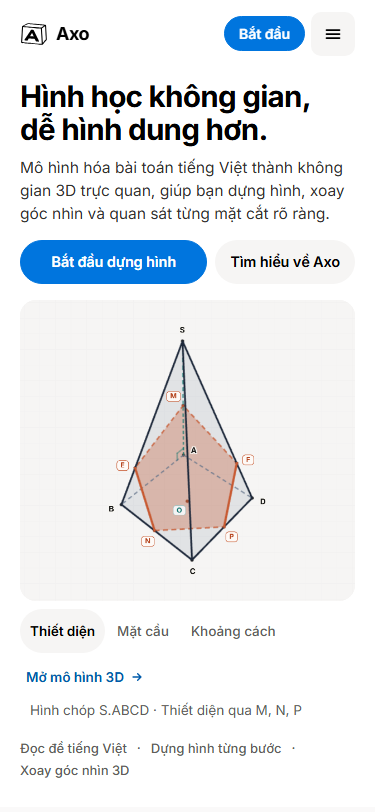 Axo
Bắt đầu
Hình học không gian,
dễ hình dung hơn.
Mô hình hóa bài toán tiếng Việt thành không
gian 3D trực quan, giúp bạn dựng hình, xoay
góc nhìn và quan sát từng mặt cắt rõ ràng.
Bắt đầu dựng hình
Tìm hiểu về Axo
S
M
A
E
F
B
O
D
N
P
C
Thiết diện
Mặt cầu
Khoảng cách
Mở mô hình 3D →
Hình chóp S.ABCD · Thiết diện qua M, N, P
Đọc đề tiếng Việt · Dựng hình từng bước ·
Xoay góc nhìn 3D